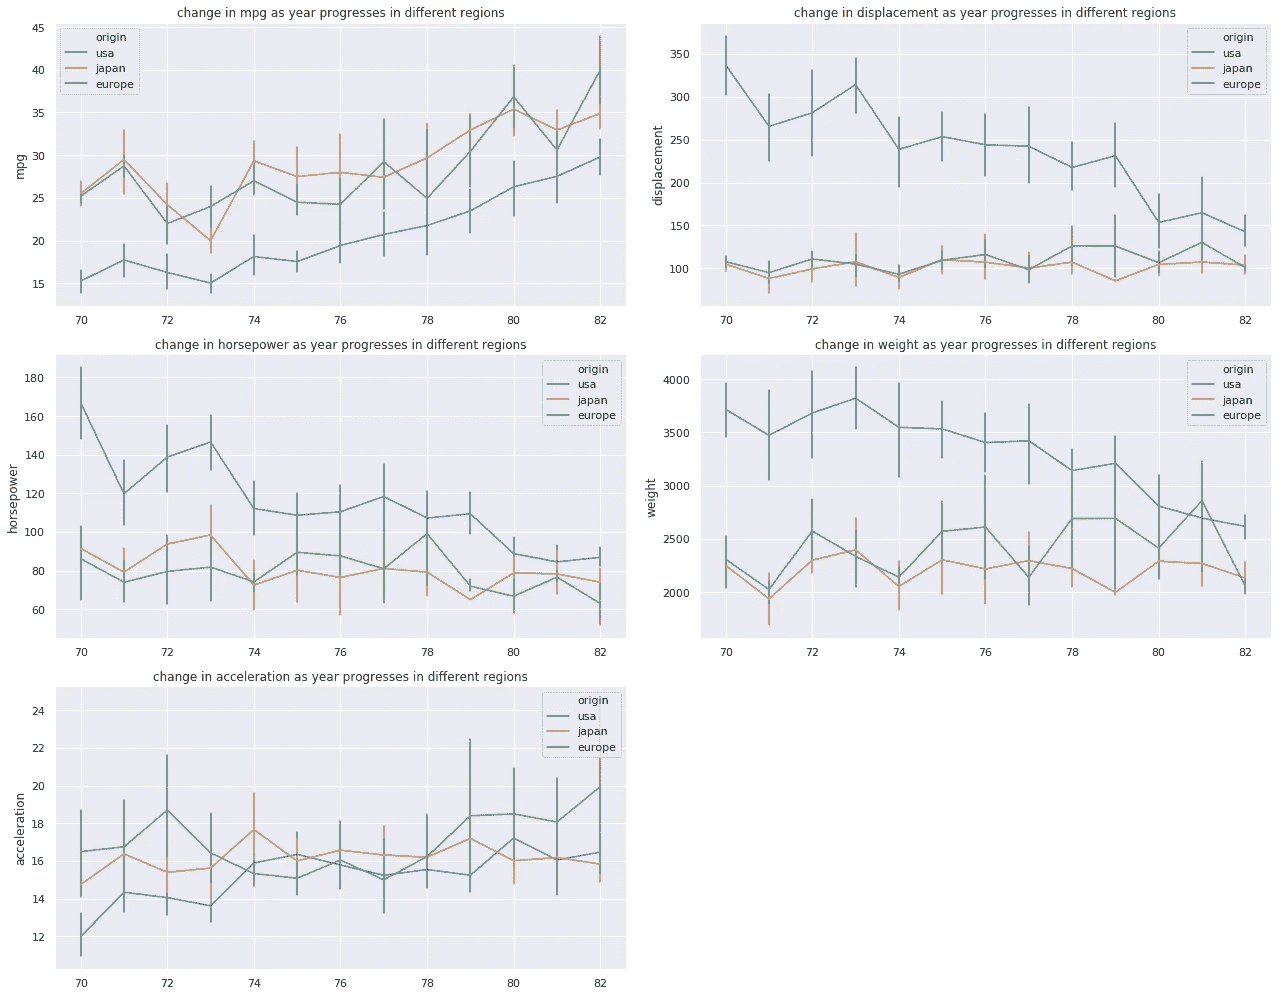 change in mpg as year progresses in different regions
45
40
35
30
25
20
15
mpg
origin
usa
japan
europe
70 72 74 76 78 80 82
change in displacement as year progresses in different regions
350
300
250
200
150
100
displacement
origin
usa
japan
europe
70 72 74 76 78 80 82
change in horsepower as year progresses in different regions
180
160
140
120
100
80
60
horsepower
origin
usa
japan
europe
70 72 74 76 78 80 82
change in weight as year progresses in different regions
4000
3500
3000
2500
2000
weight
origin
usa
japan
europe
70 72 74 76 78 80 82
change in acceleration as year progresses in different regions
24
22
20
18
16
14
12
acceleration
origin
usa
japan
europe
70 72 74 76 78 80 82